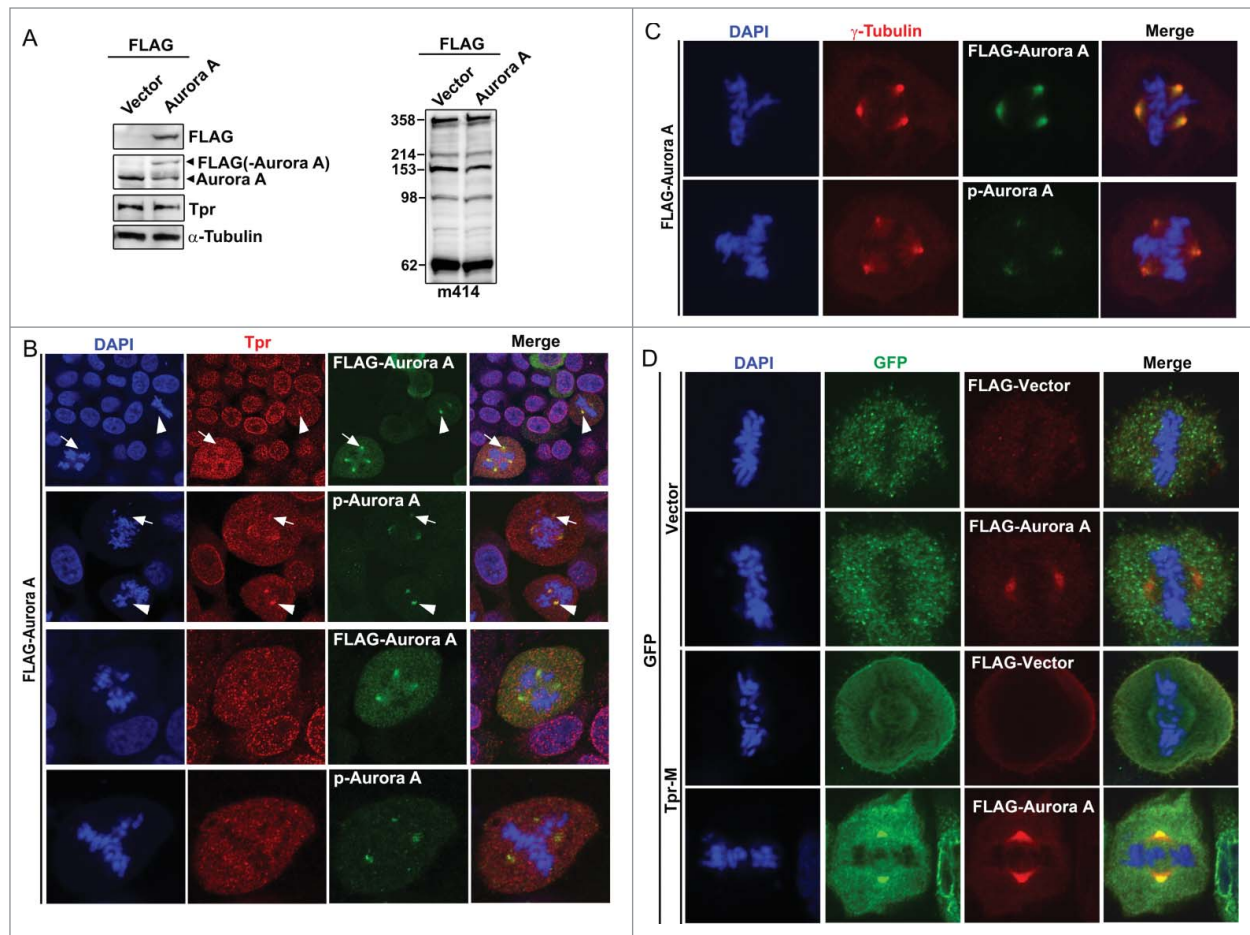 A
FLAG
Vector
Aurora A
FLAG
FLAG(-Aurora A)
Aurora A
Tpr
α-Tubulin
FLAG
Vector
Aurora A
358
214
153
98
62
m414
B
DAPI
Tpr
Merge
FLAG-Aurora A
FLAG-Aurora A
p-Aurora A
FLAG-Aurora A
p-Aurora A
C
DAPI
γ-Tubulin
FLAG-Aurora A
Merge
FLAG-Aurora A
p-Aurora A
D
DAPI
GFP
Merge
GFP
Vector
FLAG-Vector
FLAG-Aurora A
Tpr-M
FLAG-Vector
FLAG-Aurora A